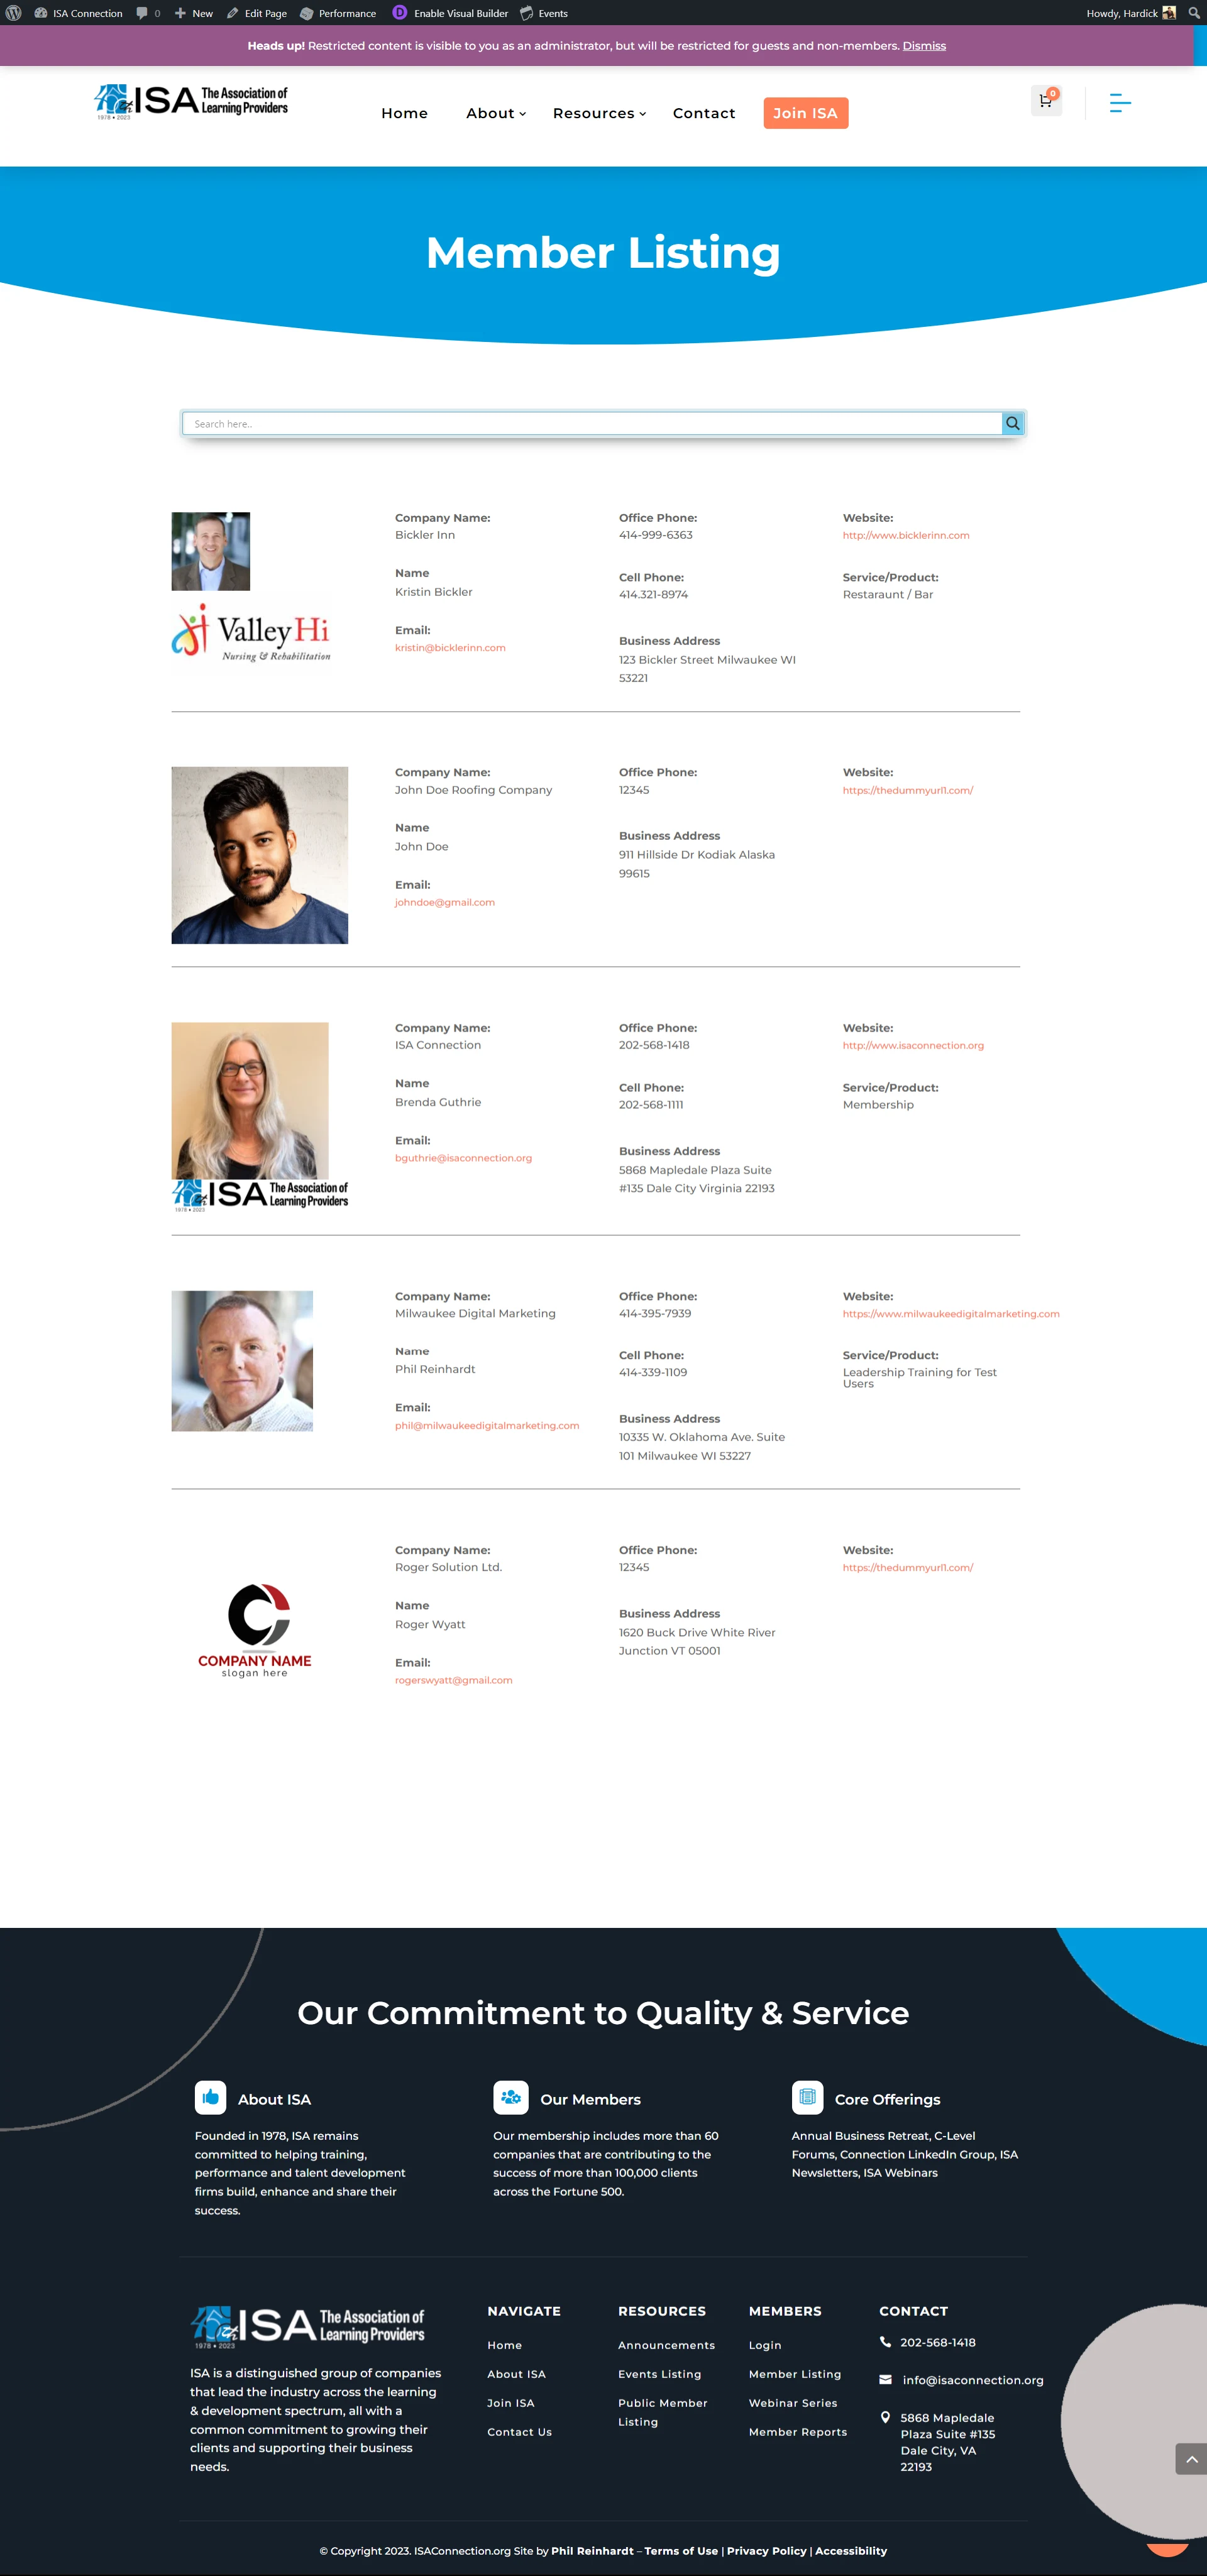 ISA Connection 0 New Edit Page Performance Enable Visual Builder Events Howdy, Hardick
Heads up! Restricted content is visible to you as an administrator, but will be restricted for guests and non-members. Dismiss
ISA The Association of
Learning Providers
1978 • 2023
Home About Resources Contact Join ISA
0
Member Listing
Search here..
Valley Hi
Nursing & Rehabilitation
Company Name:
Bickler Inn
Name
Kristin Bickler
Email:
kristin@bicklerinn.com
Office Phone:
414-999-6363
Cell Phone:
414.321-8974
Business Address
123 Bickler Street Milwaukee WI
53221
Website:
http://www.bicklerinn.com
Service/Product:
Restaraunt / Bar
Company Name:
John Doe Roofing Company
Name
John Doe
Email:
johndoe@gmail.com
Office Phone:
12345
Business Address
911 Hillside Dr Kodiak Alaska
99615
Website:
https://thedummyurl1.com/
ISA The Association of
Learning Providers
1978 • 2023
Company Name:
ISA Connection
Name
Brenda Guthrie
Email:
bguthrie@isaconnection.org
Office Phone:
202-568-1418
Cell Phone:
202-568-1111
Business Address
5868 Mapledale Plaza Suite
#135 Dale City Virginia 22193
Website:
http://www.isaconnection.org
Service/Product:
Membership
Company Name:
Milwaukee Digital Marketing
Name
Phil Reinhardt
Email:
phil@milwaukeedigitalmarketing.com
Office Phone:
414-395-7939
Cell Phone:
414-339-1109
Business Address
10335 W. Oklahoma Ave. Suite
101 Milwaukee WI 53227
Website:
https://www.milwaukeedigitalmarketing.com
Service/Product:
Leadership Training for Test
Users
COMPANY NAME
slogan here
Company Name:
Roger Solution Ltd.
Name
Roger Wyatt
Email:
rogerswyatt@gmail.com
Office Phone:
12345
Business Address
1620 Buck Drive White River
Junction VT 05001
Website:
https://thedummyurl1.com/
Our Commitment to Quality & Service
About ISA
Founded in 1978, ISA remains
committed to helping training,
performance and talent development
firms build, enhance and share their
success.
Our Members
Our membership includes more than 60
companies that are contributing to the
success of more than 100,000 clients
across the Fortune 500.
Core Offerings
Annual Business Retreat, C-Level
Forums, Connection LinkedIn Group, ISA
Newsletters, ISA Webinars
ISA The Association of
Learning Providers
1978 • 2023
ISA is a distinguished group of companies
that lead the industry across the learning
& development spectrum, all with a
common commitment to growing their
clients and supporting their business
needs.
NAVIGATE
Home
About ISA
Join ISA
Contact Us
RESOURCES
Announcements
Events Listing
Public Member
Listing
MEMBERS
Login
Member Listing
Webinar Series
Member Reports
CONTACT
202-568-1418
info@isaconnection.org
5868 Mapledale
Plaza Suite #135
Dale City, VA
22193
© Copyright 2023. ISAConnection.org Site by Phil Reinhardt – Terms of Use | Privacy Policy | Accessibility